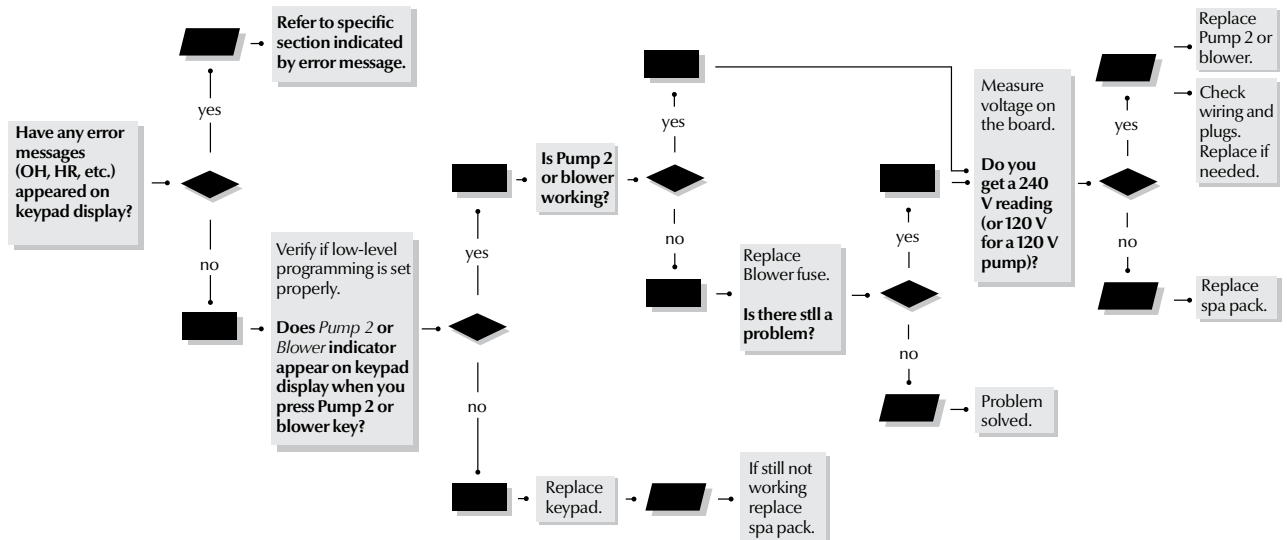 Have any error
messages
(OH, HR, etc.)
appeared on
keypad display?
yes
Refer to specific
section indicated
by error message.
no
Verify if low-level
programming is set
properly.
Does Pump 2 or
Blower indicator
appear on keypad
display when you
press Pump 2 or
blower key?
yes
Is Pump 2
or blower
working?
no
Replace
keypad.
If still not
working
replace
spa pack.
yes
no
Replace
Blower fuse.
Is there stll a
problem?
yes
no
Problem
solved.
Measure
voltage on
the board.
Do you
get a 240
V reading
(or 120 V
for a 120 V
pump)?
yes
Replace
Pump 2 or
blower.
Check
wiring and
plugs.
Replace if
needed.
no
Replace
spa pack.